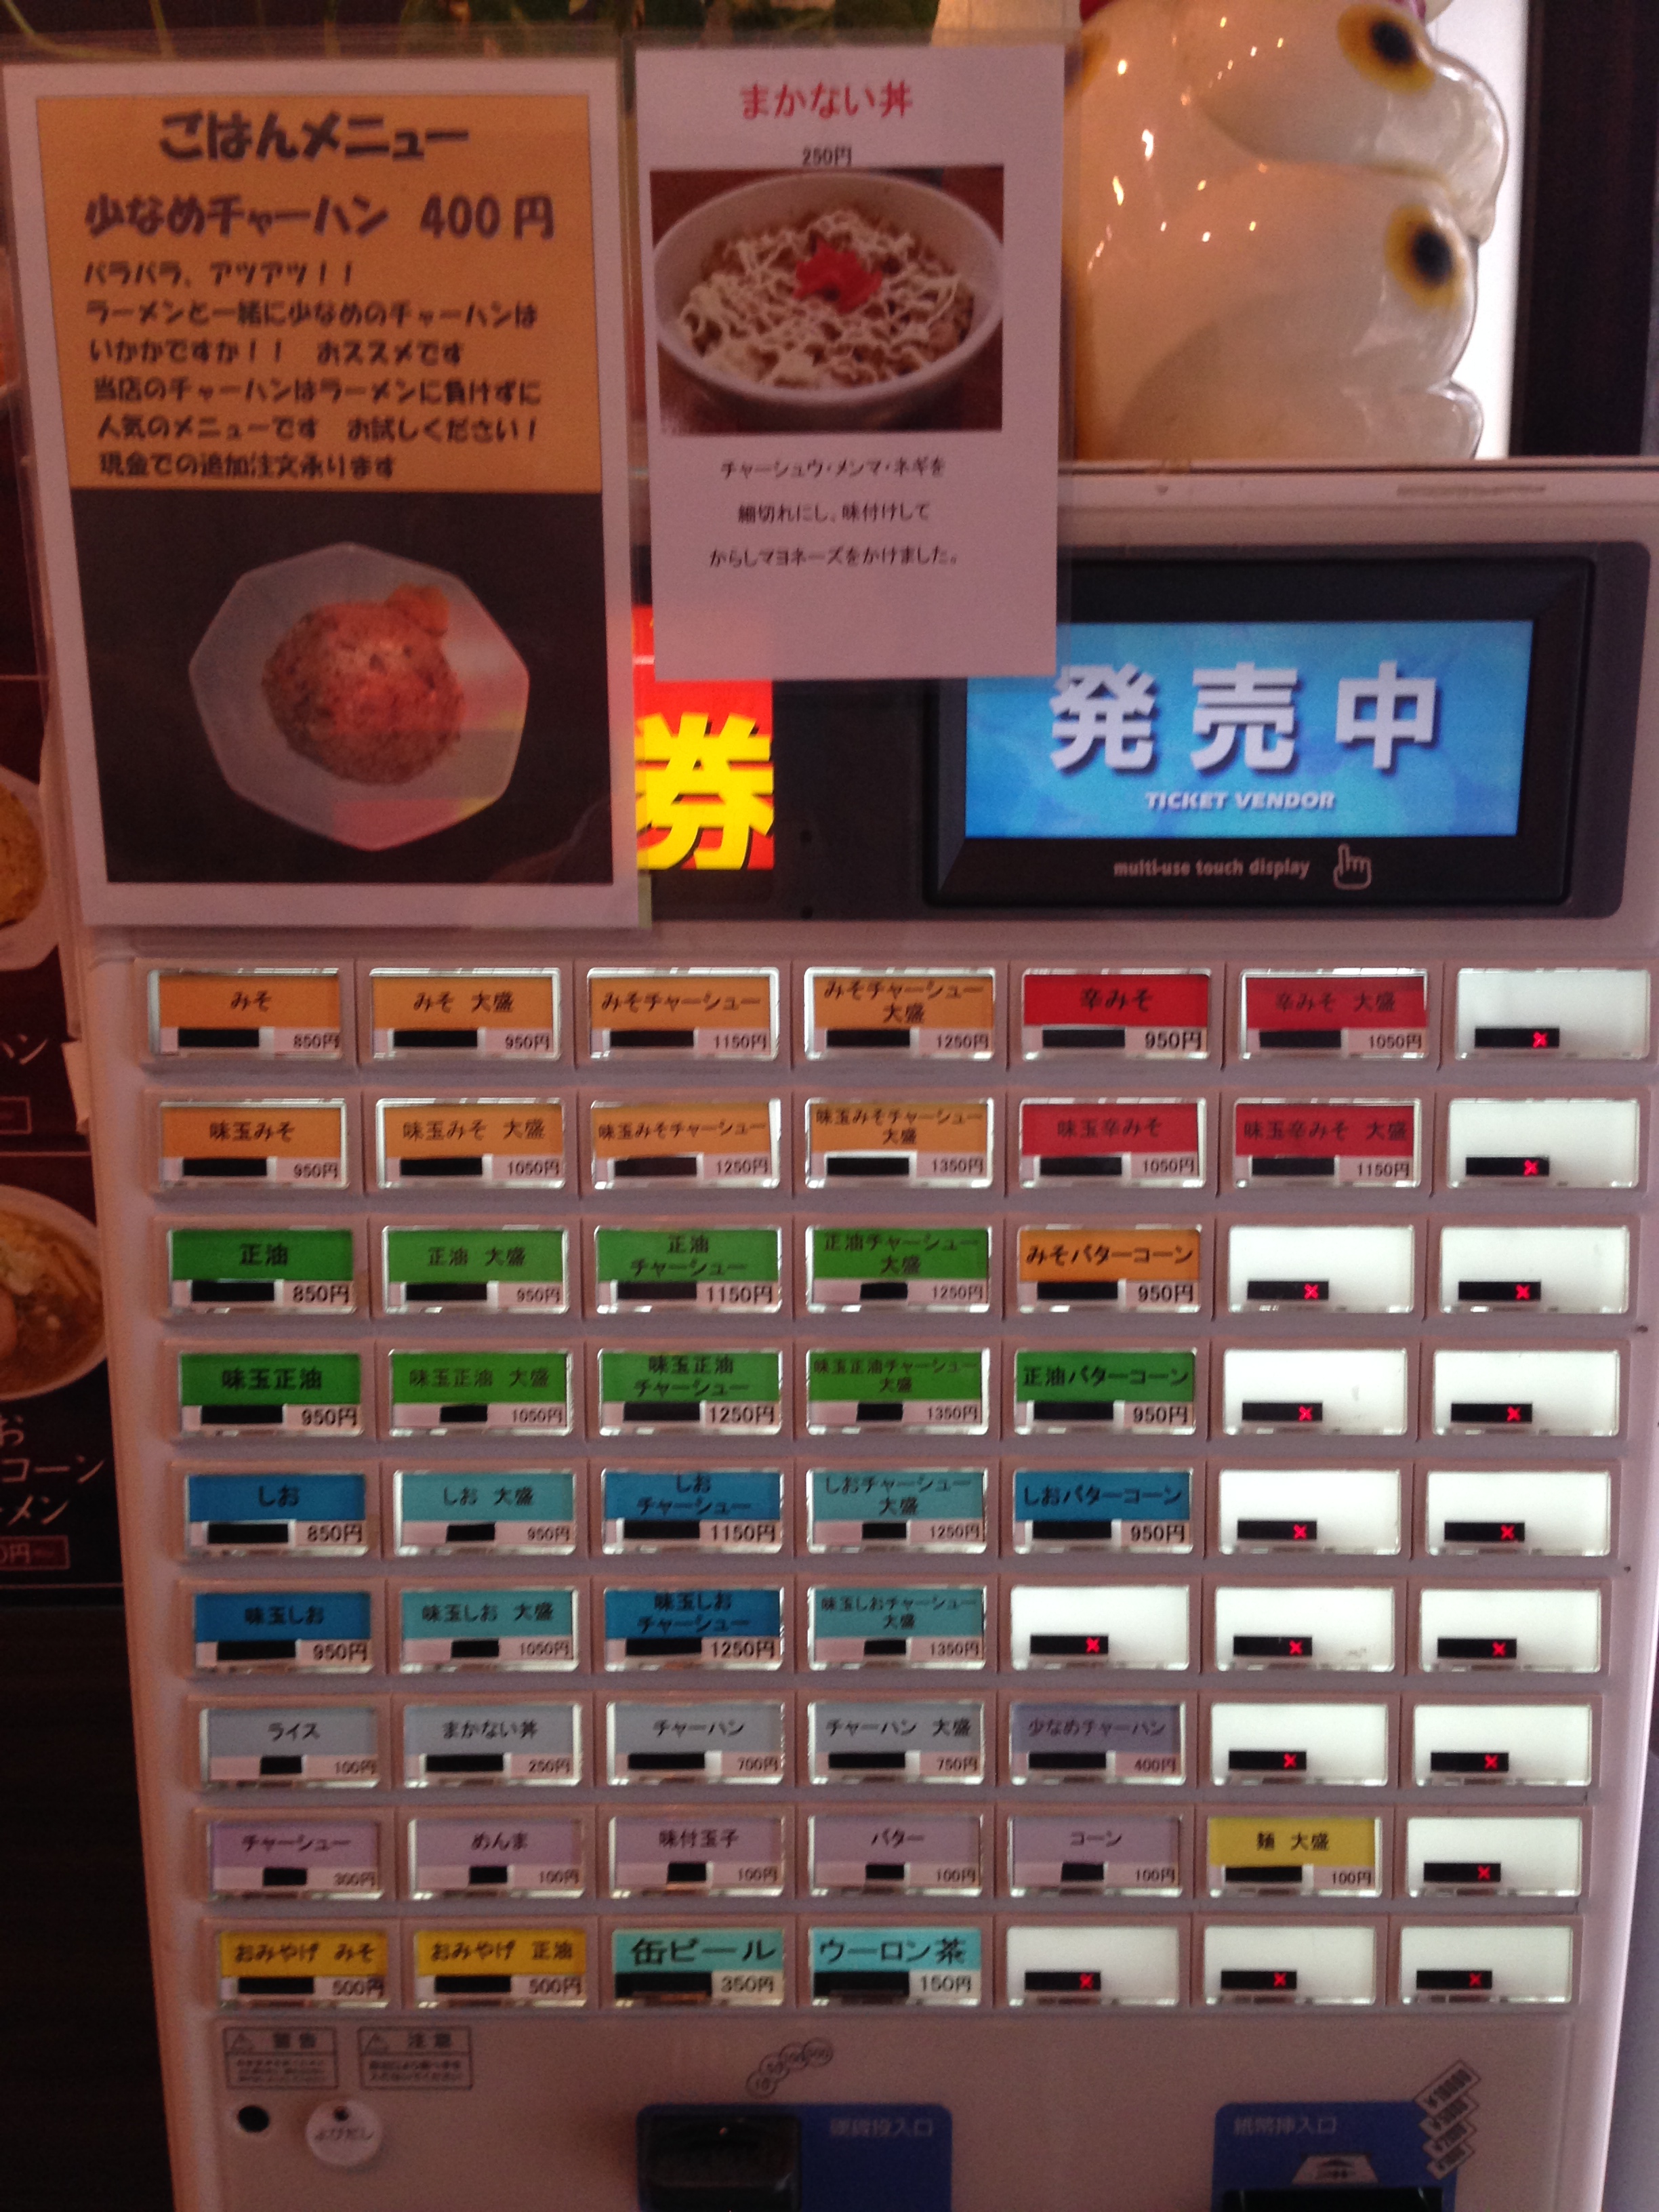 ごはんメニュー
少なめチャーハン 400円
パラパラ、アツアツ!!
ラーメンと一緒に少なめのチャーハンは
いかがですか!! おススメです
当店のチャーハンはラーメンに負けずに
人気のメニューです お試しください!
現金での追加注文承ります
まかない丼
250円
チャーシュウ・メンマ・ネギを
細切れにし、味付けして
からしマヨネーズをかけました。
券
発売中
TICKET VENDOR
multi-use touch display
みそ 850円
みそ 大盛 950円
みそチャーシュー 1150円
みそチャーシュー
大盛 1250円
辛みそ 950円
辛みそ 大盛 1050円
味玉みそ 950円
味玉みそ 大盛 1050円
味玉みそチャーシュー 1250円
味玉みそチャーシュー
大盛 1350円
味玉辛みそ 1050円
味玉辛みそ 大盛 1150円
正油 850円
正油 大盛 950円
正油
チャーシュー 1150円
正油チャーシュー
大盛 1250円
みそバターコーン 950円
味玉正油 950円
味玉正油 大盛 1050円
味玉正油
チャーシュー 1250円
味玉正油チャーシュー
大盛 1350円
正油バターコーン 950円
しお 850円
しお 大盛 950円
しお
チャーシュー 1150円
しおチャーシュー
大盛 1250円
しおバターコーン 950円
味玉しお 950円
味玉しお 大盛 1050円
味玉しお
チャーシュー 1250円
味玉しおチャーシュー
大盛 1350円
ライス 100円
まかない丼 250円
チャーハン 700円
チャーハン 大盛 750円
少なめチャーハン 400円
チャーシュー 300円
めんま 100円
味付玉子 100円
バター 100円
コーン 100円
麺 大盛 100円
おみやげ みそ 500円
おみやげ 正油 500円
缶ビール 350円
ウーロン茶 150円
警告
注意
よびだし
硬貨投入口
紙幣挿入口
コーン